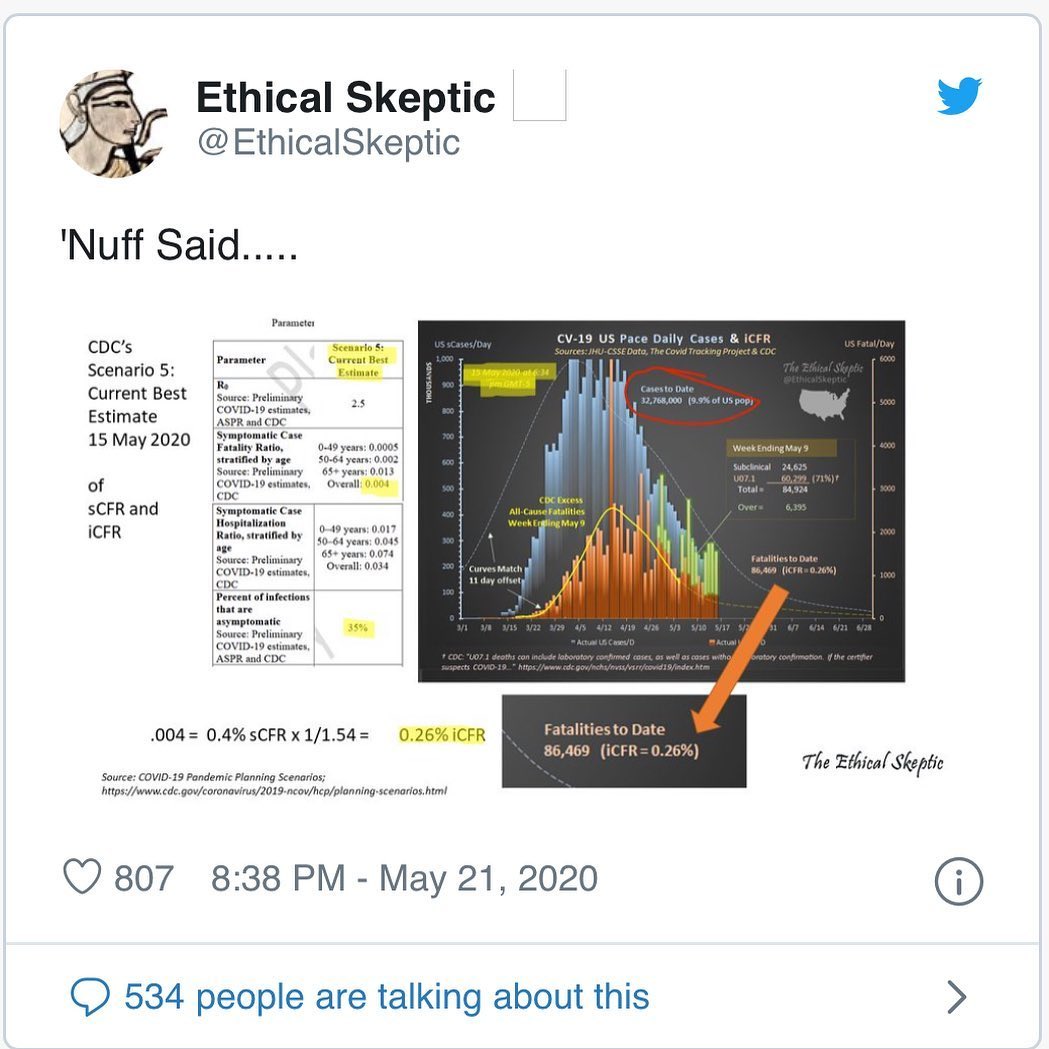 Ethical Skeptic
@EthicalSkeptic
'Nuff Said.....
CDC's
Scenario 5:
Current Best
Estimate
15 May 2020
of
sCFR and
iCFR
Parameter
Parameter
Scenario 5:
Current Best
Estimate
R₀
Source: Preliminary
COVID-19 estimates,
ASPR and CDC
2.5
Symptomatic Case
Fatality Ratio,
stratified by age
Source: Preliminary
COVID-19 estimates,
CDC
0-49 years: 0.0005
50-64 years: 0.002
65+ years: 0.013
Overall: 0.004
Symptomatic Case
Hospitalization
Ratio, stratified by
age
Source: Preliminary
COVID-19 estimates,
CDC
0-49 years: 0.017
50-64 years: 0.045
65+ years: 0.074
Overall: 0.034
Percent of infections
that are
asymptomatic
Source: Preliminary
COVID-19 estimates,
ASPR and CDC
35%
CV-19 US Pace Daily Cases & iCFR
Sources: JHU-CSSE Data, The Covid Tracking Project & CDC
US sCases/Day
US Fatal/Day
THOUSANDS
1,000
900
800
700
600
500
400
300
200
100
0
6000
5000
4000
3000
2000
1000
0
15 May 2020 at 6:34
pm GMT-5
Cases to Date
32,768,000 (9.9% of US pop)
The Ethical Skeptic
@EthicalSkeptic
Week Ending May 9
Subclinical 24,625
U07.1 60,299 (71%)†
Total = 84,924
Over = 6,395
CDC Excess
All-Cause Fatalities
Week Ending May 9
Curves Match
11 day offset
Fatalities to Date
86,469 (iCFR=0.26%)
3/1 3/8 3/15 3/22 3/29 4/5 4/12 4/19 4/26 5/3 5/10 5/17 6/7 6/14 6/21 6/28
Actual US Cases/D
Actual
† CDC: "U07.1 deaths can include laboratory confirmed cases, as well as cases confirmation. If the certifier
suspects COVID-19..." https://www.cdc.gov/nchs/nvss/vsrr/covid19/index.htm
.004 = 0.4% sCFR x 1/1.54 = 0.26% iCFR
Fatalities to Date
86,469 (iCFR=0.26%)
The Ethical Skeptic
Source: COVID-19 Pandemic Planning Scenarios;
https://www.cdc.gov/coronavirus/2019-ncov/hcp/planning-scenarios.html
807 8:38 PM - May 21, 2020
534 people are talking about this